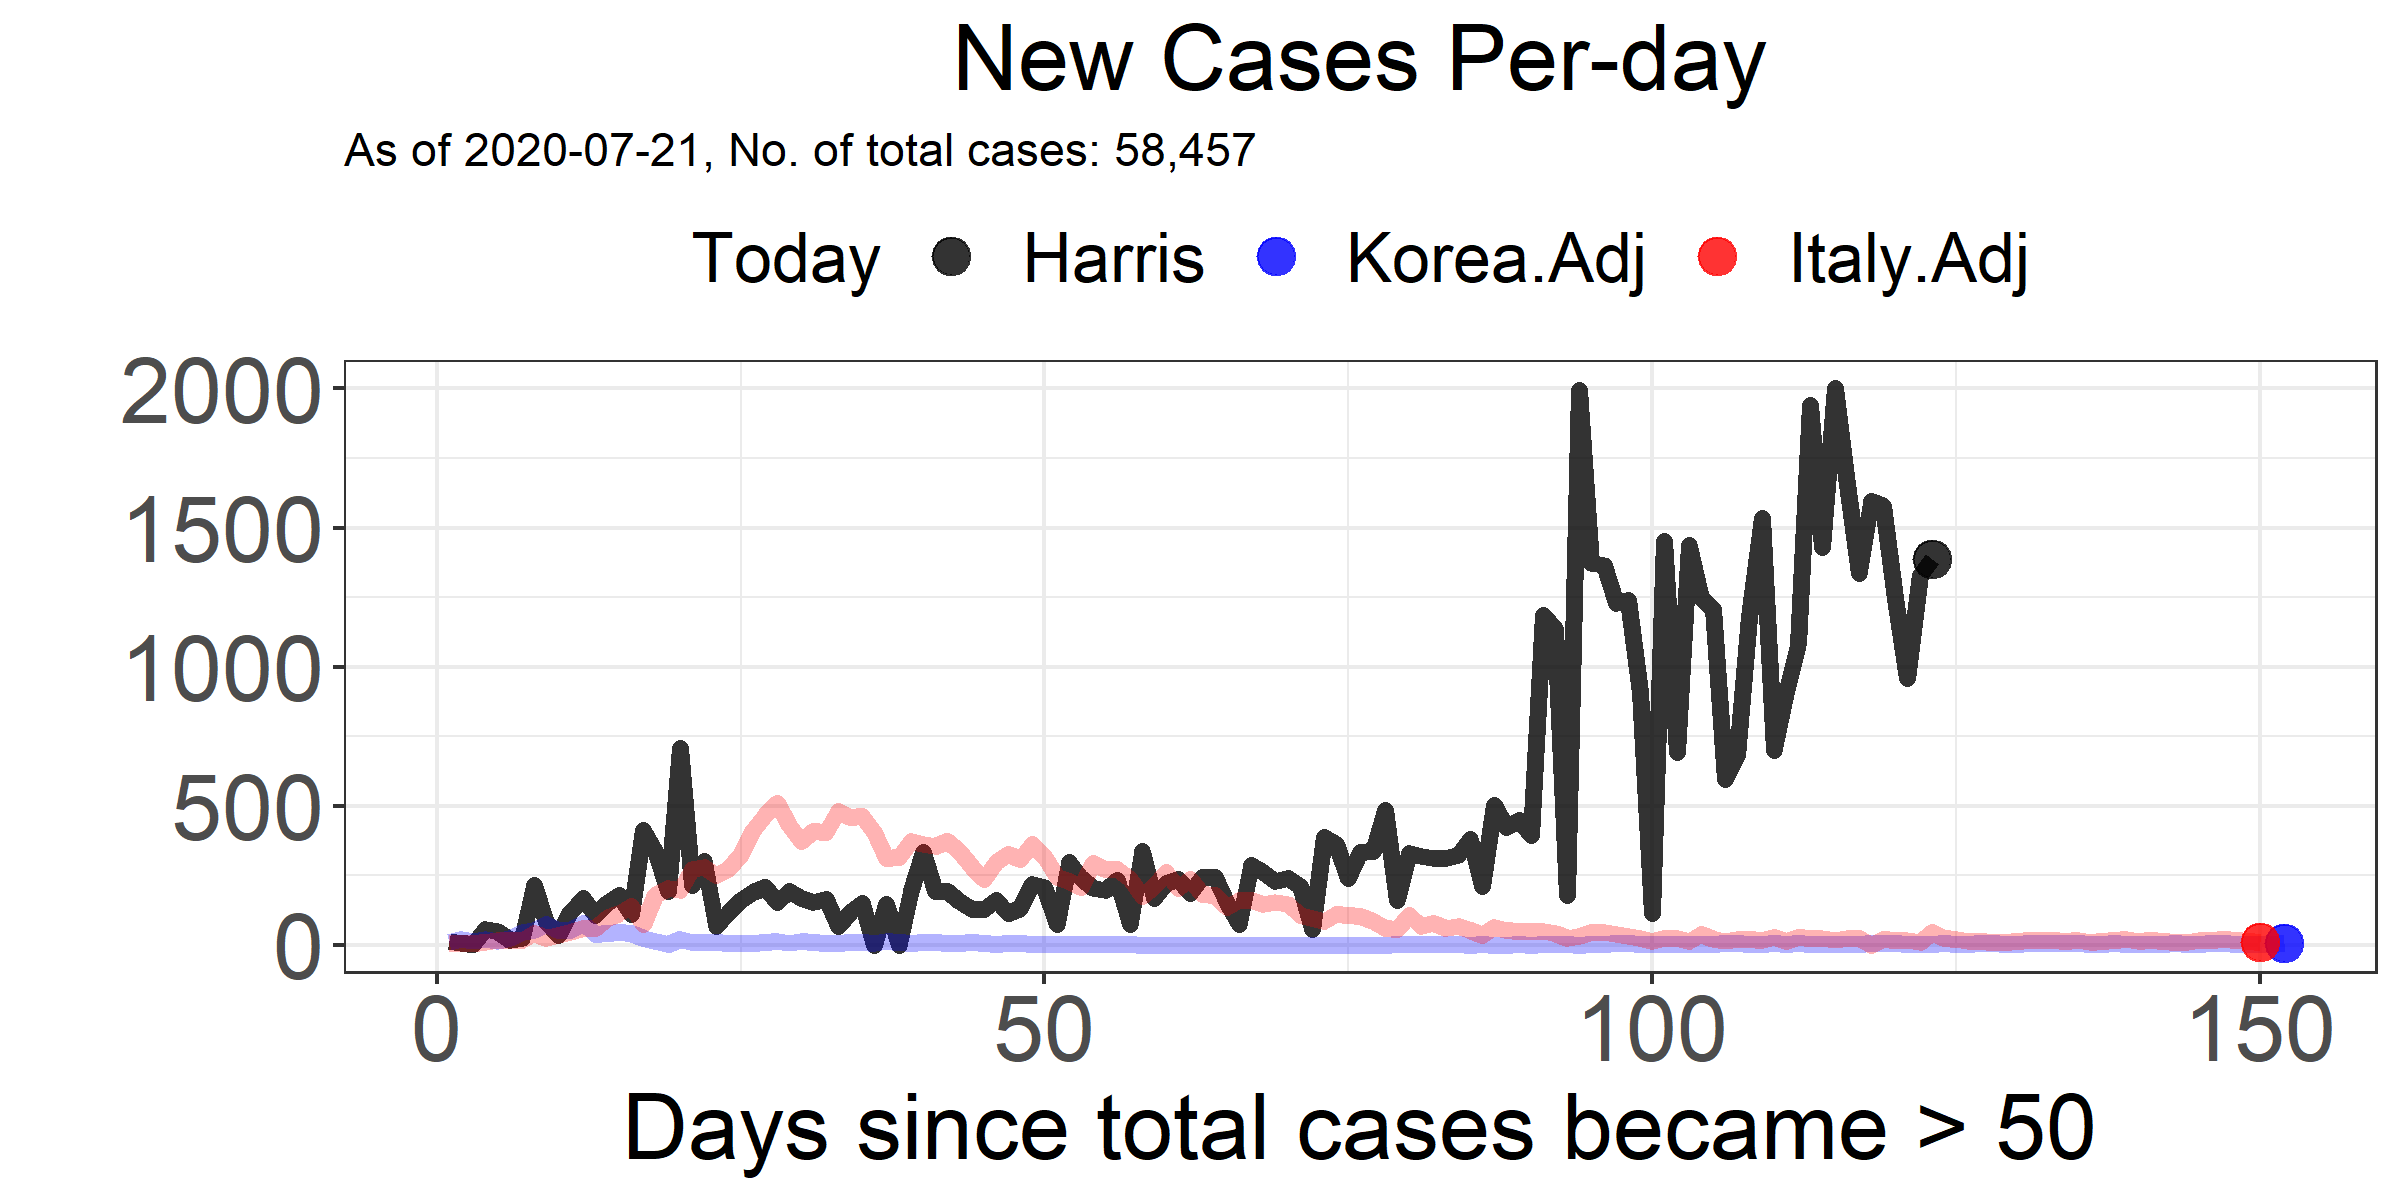 New Cases Per-day
As of 2020-07-21, No. of total cases: 58,457
Today Harris Korea.Adj Italy.Adj
2000
1500
1000
500
0
0 50 100 150
Days since total cases became > 50